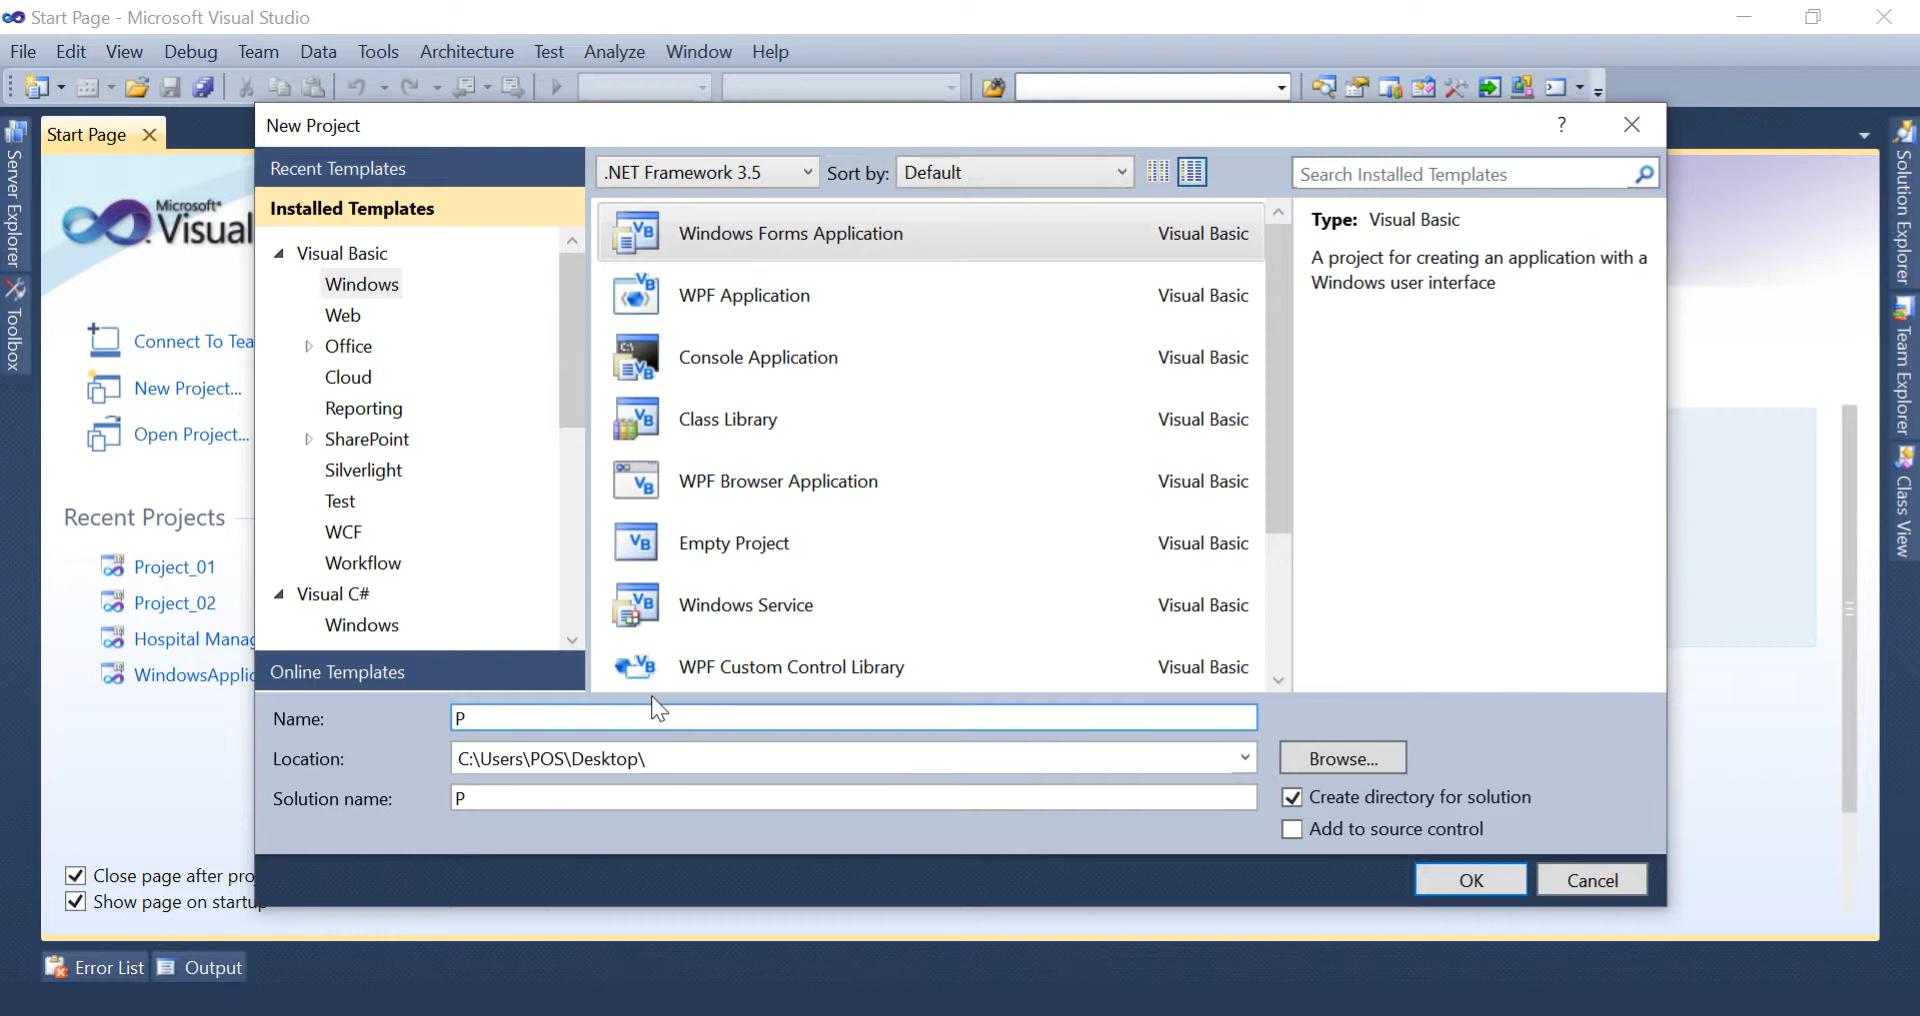 Start Page - Microsoft Visual Studio
File Edit View Debug Team Data Tools Architecture Test Analyze Window Help
Start Page
Server Explorer
Toolbox
Solution Explorer
Team Explorer
Class View
Microsoft
Visual
Connect To Tea
New Project...
Open Project...
Recent Projects
Project_01
Project_02
Hospital Manag
WindowsApplic
Close page after pro
Show page on startup
New Project ?
Recent Templates
Installed Templates
Visual Basic
Windows
Web
Office
Cloud
Reporting
SharePoint
Silverlight
Test
WCF
Workflow
Visual C#
Windows
Online Templates
.NET Framework 3.5 Sort by: Default
Search Installed Templates
Windows Forms Application Visual Basic
WPF Application Visual Basic
Console Application Visual Basic
Class Library Visual Basic
WPF Browser Application Visual Basic
Empty Project Visual Basic
Windows Service Visual Basic
WPF Custom Control Library Visual Basic
Type: Visual Basic
A project for creating an application with a
Windows user interface
Name: P
Location: C:\Users\POS\Desktop\ Browse...
Solution name: P
Create directory for solution
Add to source control
OK Cancel
Error List Output